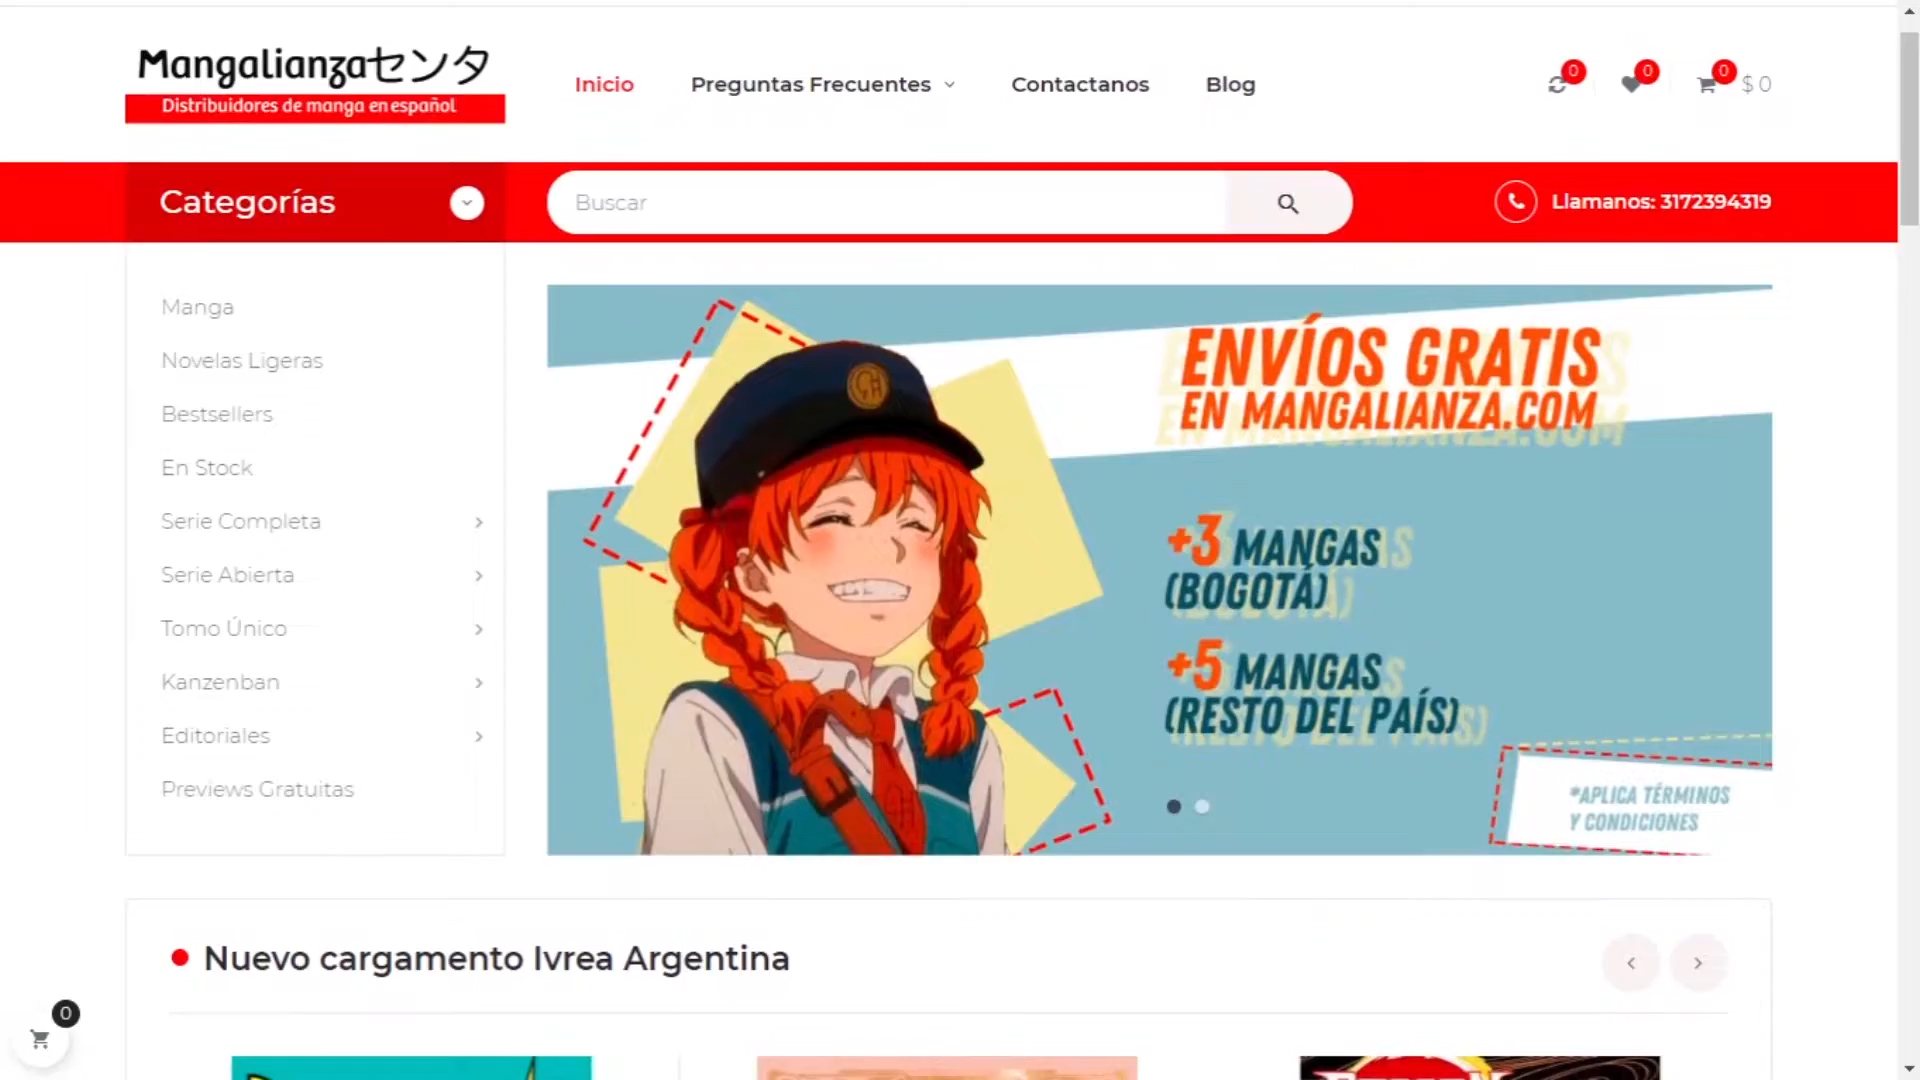 Mangalianzaセンタ
Distribuidores de manga en español
Inicio
Preguntas Frecuentes
Contactanos
Blog
0
0
0
$ 0
Categorías
Buscar
Llamanos: 3172394319
Manga
Novelas Ligeras
Bestsellers
En Stock
Serie Completa
Serie Abierta
Tomo Único
Kanzenban
Editoriales
Previews Gratuitas
ENVÍOS GRATIS
EN MANGALIANZA.COM
+3 MANGAS
(BOGOTÁ)
+5 MANGAS
(RESTO DEL PAÍS)
*APLICA TÉRMINOS
Y CONDICIONES
Nuevo cargamento Ivrea Argentina
0